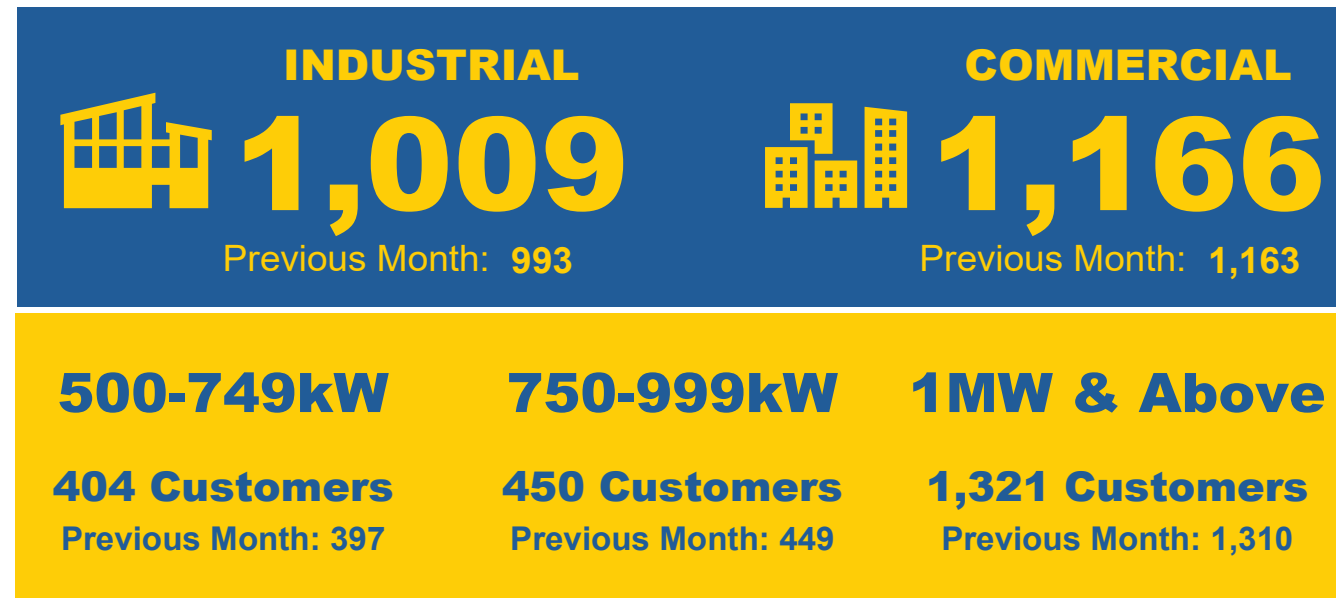 INDUSTRIAL
1,009
Previous Month: 993
COMMERCIAL
1,166
Previous Month: 1,163
500-749kW
404 Customers
Previous Month: 397
750-999kW
450 Customers
Previous Month: 449
1MW & Above
1,321 Customers
Previous Month: 1,310